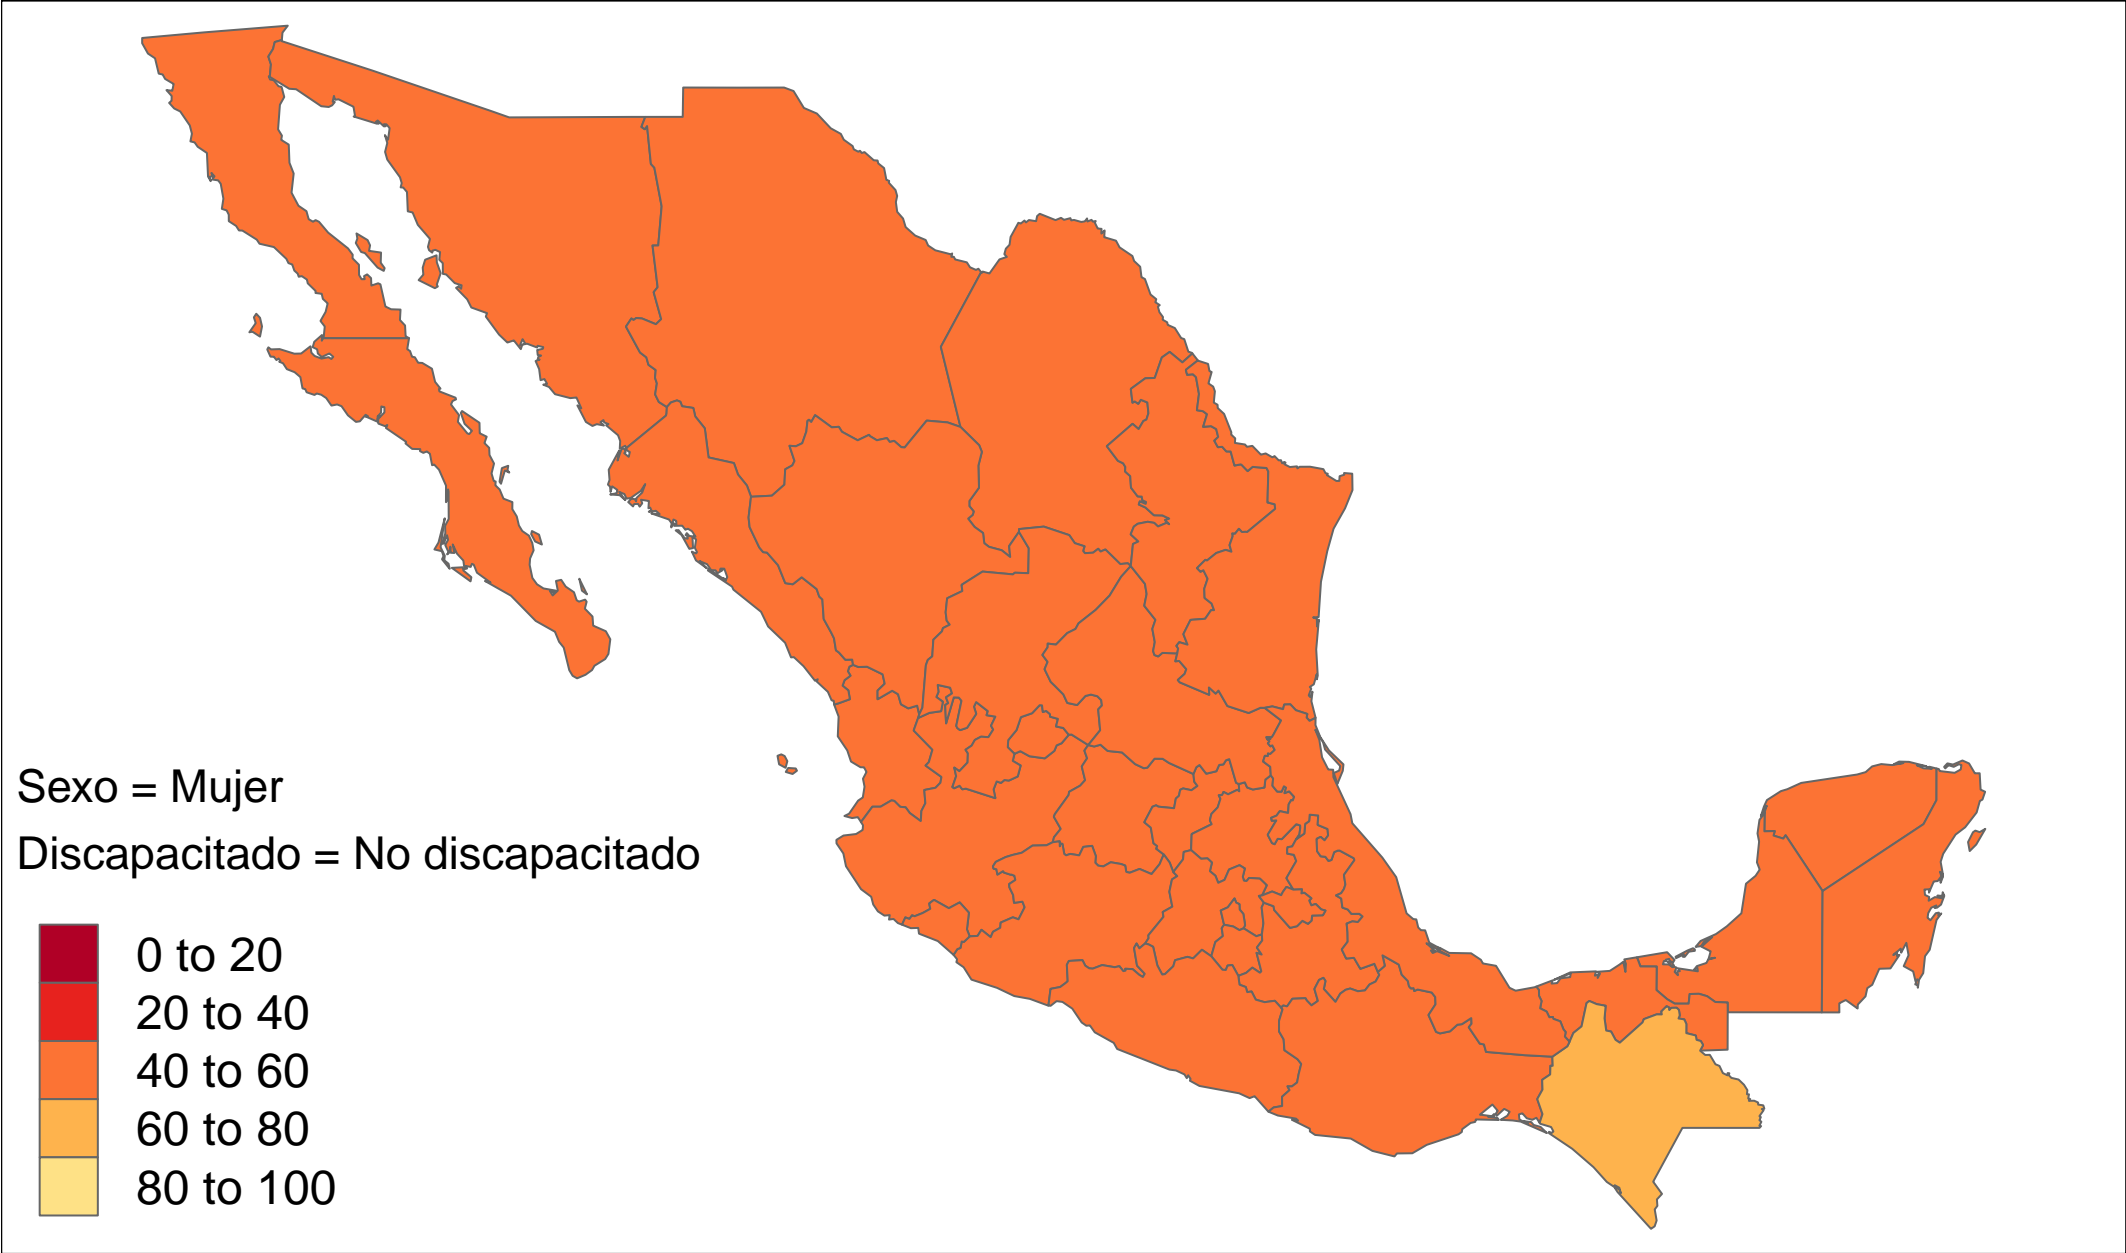 Sexo = Mujer
Discapacitado = No discapacitado
0 to 20
20 to 40
40 to 60
60 to 80
80 to 100